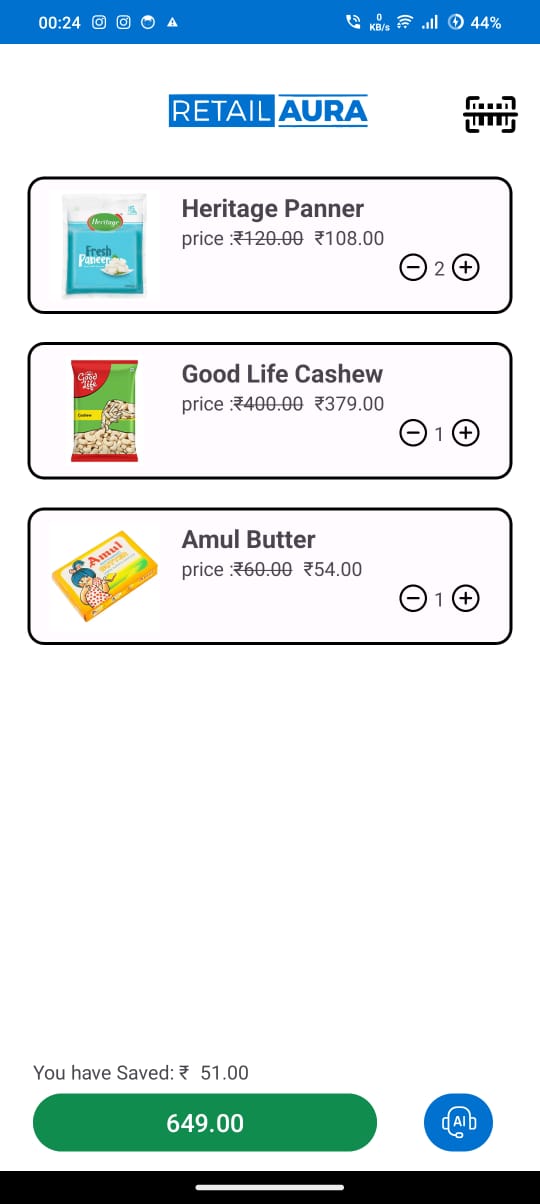 00:24 0 KB/s 44%
RETAIL AURA
Heritage Panner
price :₹120.00 ₹108.00
2
Heritage
Fresh
Paneer
Good Life Cashew
price :₹400.00 ₹379.00
1
Good
Life
Cashew
Amul Butter
price :₹60.00 ₹54.00
1
Amul
You have Saved: ₹ 51.00
649.00
AI